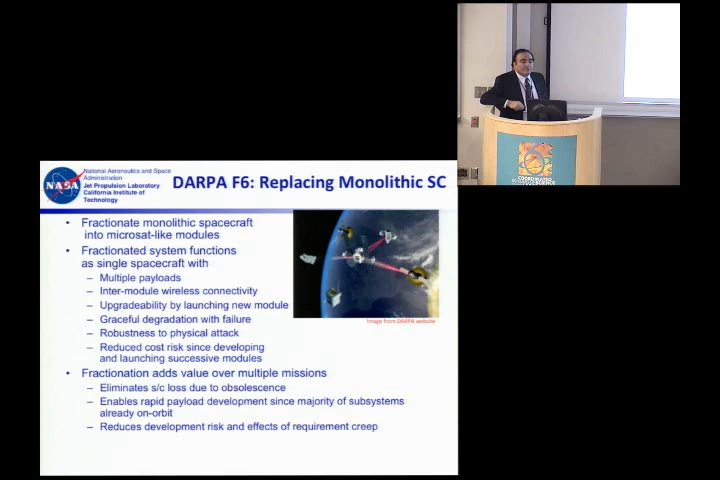 National Aeronautics and Space
Administration
Jet Propulsion Laboratory
California Institute of
Technology
NASA
DARPA F6: Replacing Monolithic SC
• Fractionate monolithic spacecraft
into microsat-like modules
• Fractionated system functions
as single spacecraft with
– Multiple payloads
– Inter-module wireless connectivity
– Upgradeability by launching new module
– Graceful degradation with failure
– Robustness to physical attack
– Reduced cost risk since developing
and launching successive modules
Image from DARPA website
• Fractionation adds value over multiple missions
– Eliminates s/c loss due to obsolescence
– Enables rapid payload development since majority of subsystems
already on-orbit
– Reduces development risk and effects of requirement creep
COORDINATED